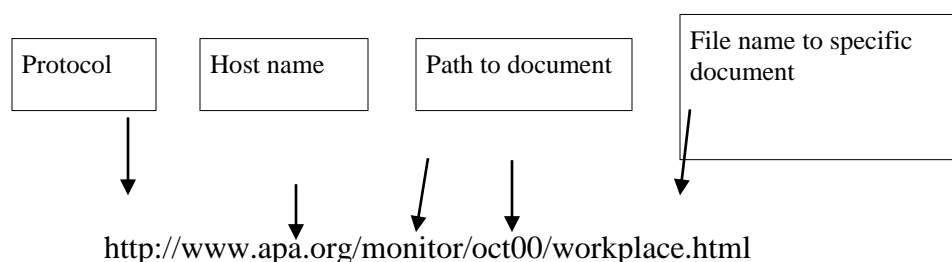 Protocol
Host name
Path to document
File name to specific
document
http://www.apa.org/monitor/oct00/workplace.html